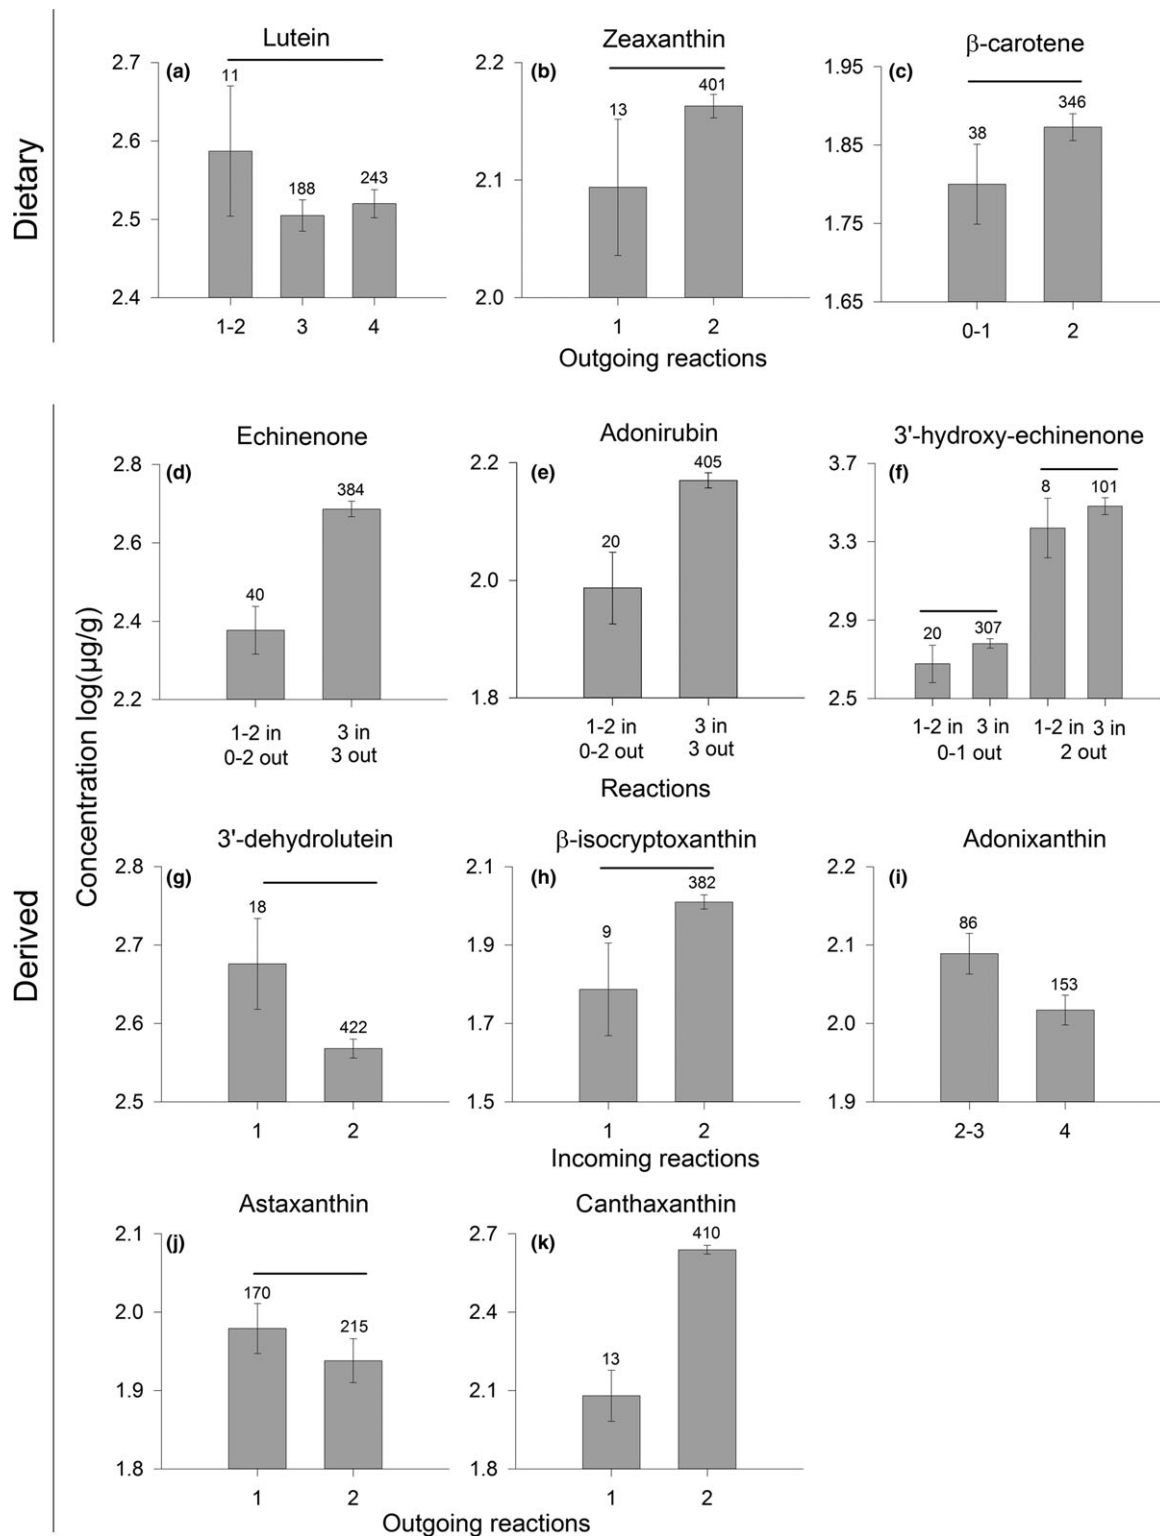 Dietary
Lutein
Zeaxanthin
β-carotene
(a)
2.7
2.6
2.5
2.4
11
188
243
1-2 3 4
(b)
2.2
2.1
2.0
13
401
1 2
(c)
1.95
1.85
1.75
1.65
38
346
0-1 2
Outgoing reactions
Derived
Concentration log(µg/g)
Echinenone
Adonirubin
3'-hydroxy-echinenone
(d)
2.8
2.6
2.4
2.2
40
384
1-2 in 3 in
0-2 out 3 out
(e)
2.2
2.0
1.8
20
405
1-2 in 3 in
0-2 out 3 out
(f)
3.7
3.3
2.9
2.5
20
307
8
101
1-2 in 3 in 1-2 in 3 in
0-1 out 2 out
Reactions
3'-dehydrolutein
β-isocryptoxanthin
Adonixanthin
(g)
2.8
2.7
2.6
2.5
18
422
1 2
(h)
2.1
1.9
1.7
1.5
9
382
1 2
(i)
2.2
2.1
2.0
1.9
86
153
2-3 4
Incoming reactions
Astaxanthin
Canthaxanthin
(j)
2.1
2.0
1.9
1.8
170
215
1 2
(k)
2.7
2.4
2.1
1.8
13
410
1 2
Outgoing reactions